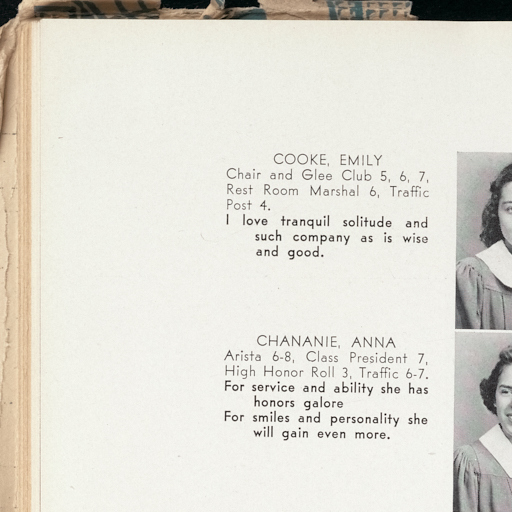 COOKE, EMILY
Chair and Glee Club 5, 6, 7,
Rest Room Marshal 6, Traffic
Post 4.
I love tranquil solitude and
such company as is wise
and good.
CHANANIE, ANNA
Arista 6-8, Class President 7,
High Honor Roll 3, Traffic 6-7.
For service and ability she has
honors galore
For smiles and personality she
will gain even more.